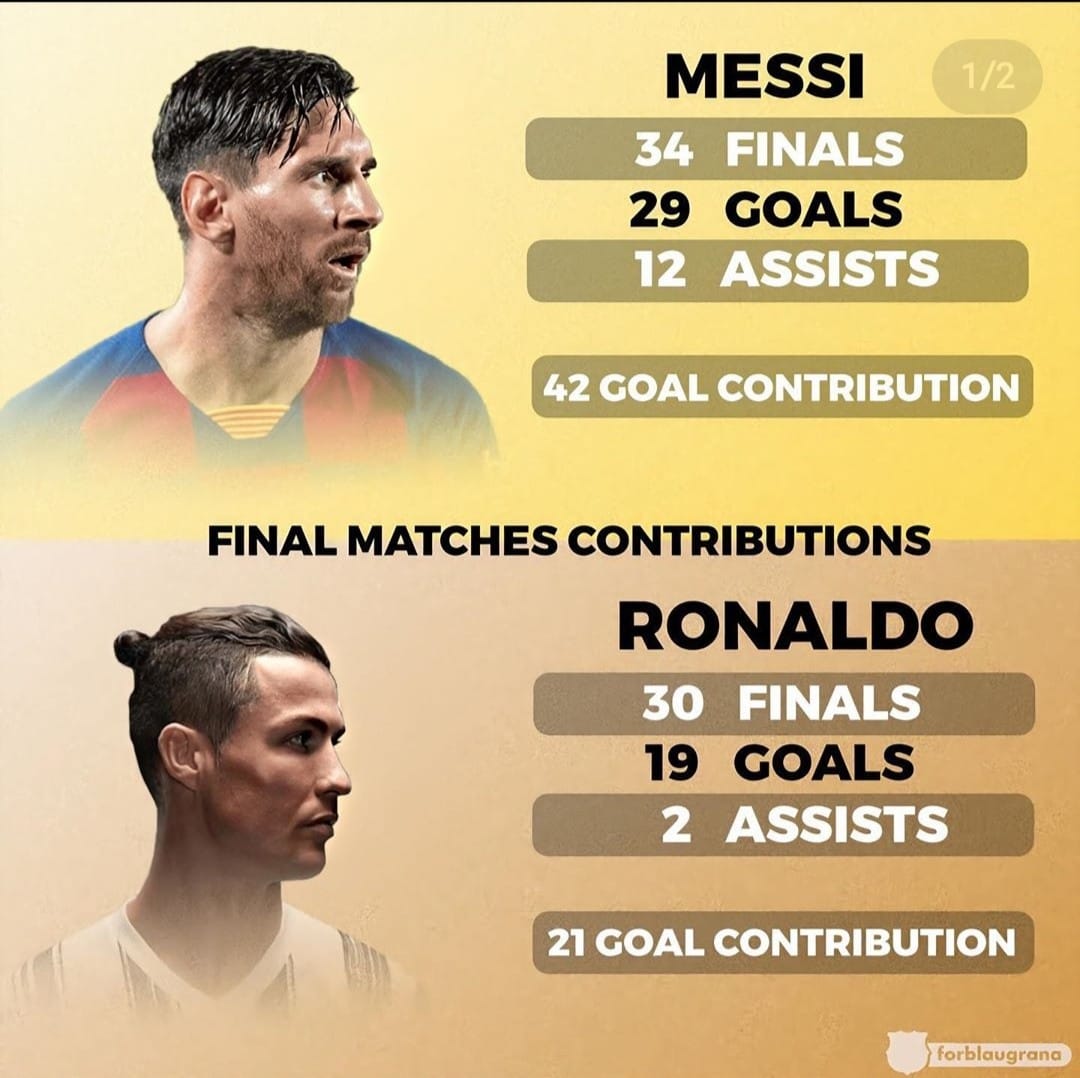 MESSI
1/2
34 FINALS
29 GOALS
12 ASSISTS
42 GOAL CONTRIBUTION
FINAL MATCHES CONTRIBUTIONS
RONALDO
30 FINALS
19 GOALS
2 ASSISTS
21 GOAL CONTRIBUTION
forblaugrana